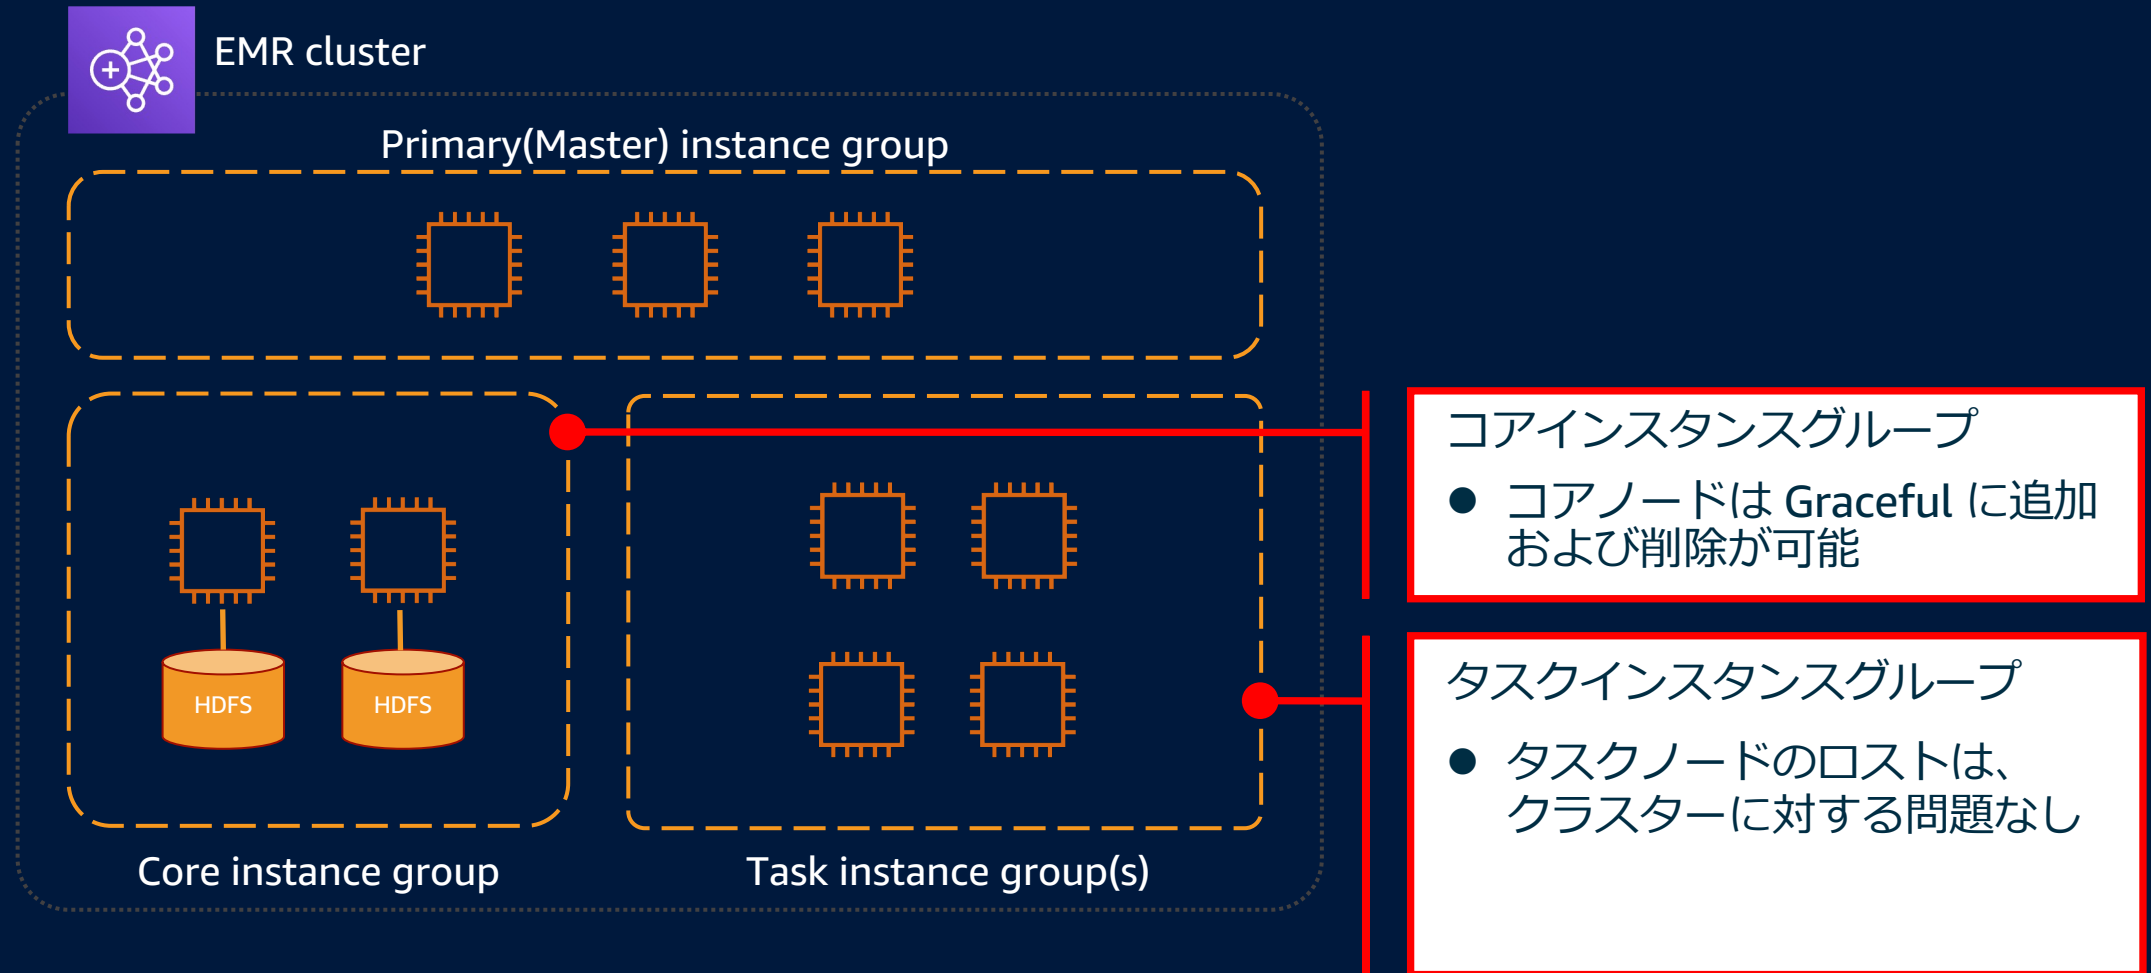 EMR cluster
Primary(Master) instance group
HDFS
HDFS
Core instance group
Task instance group(s)
コアインスタンスグループ
● コアノードは Graceful に追加
および削除が可能
タスクインスタンスグループ
● タスクノードのロストは、
クラスターに対する問題なし